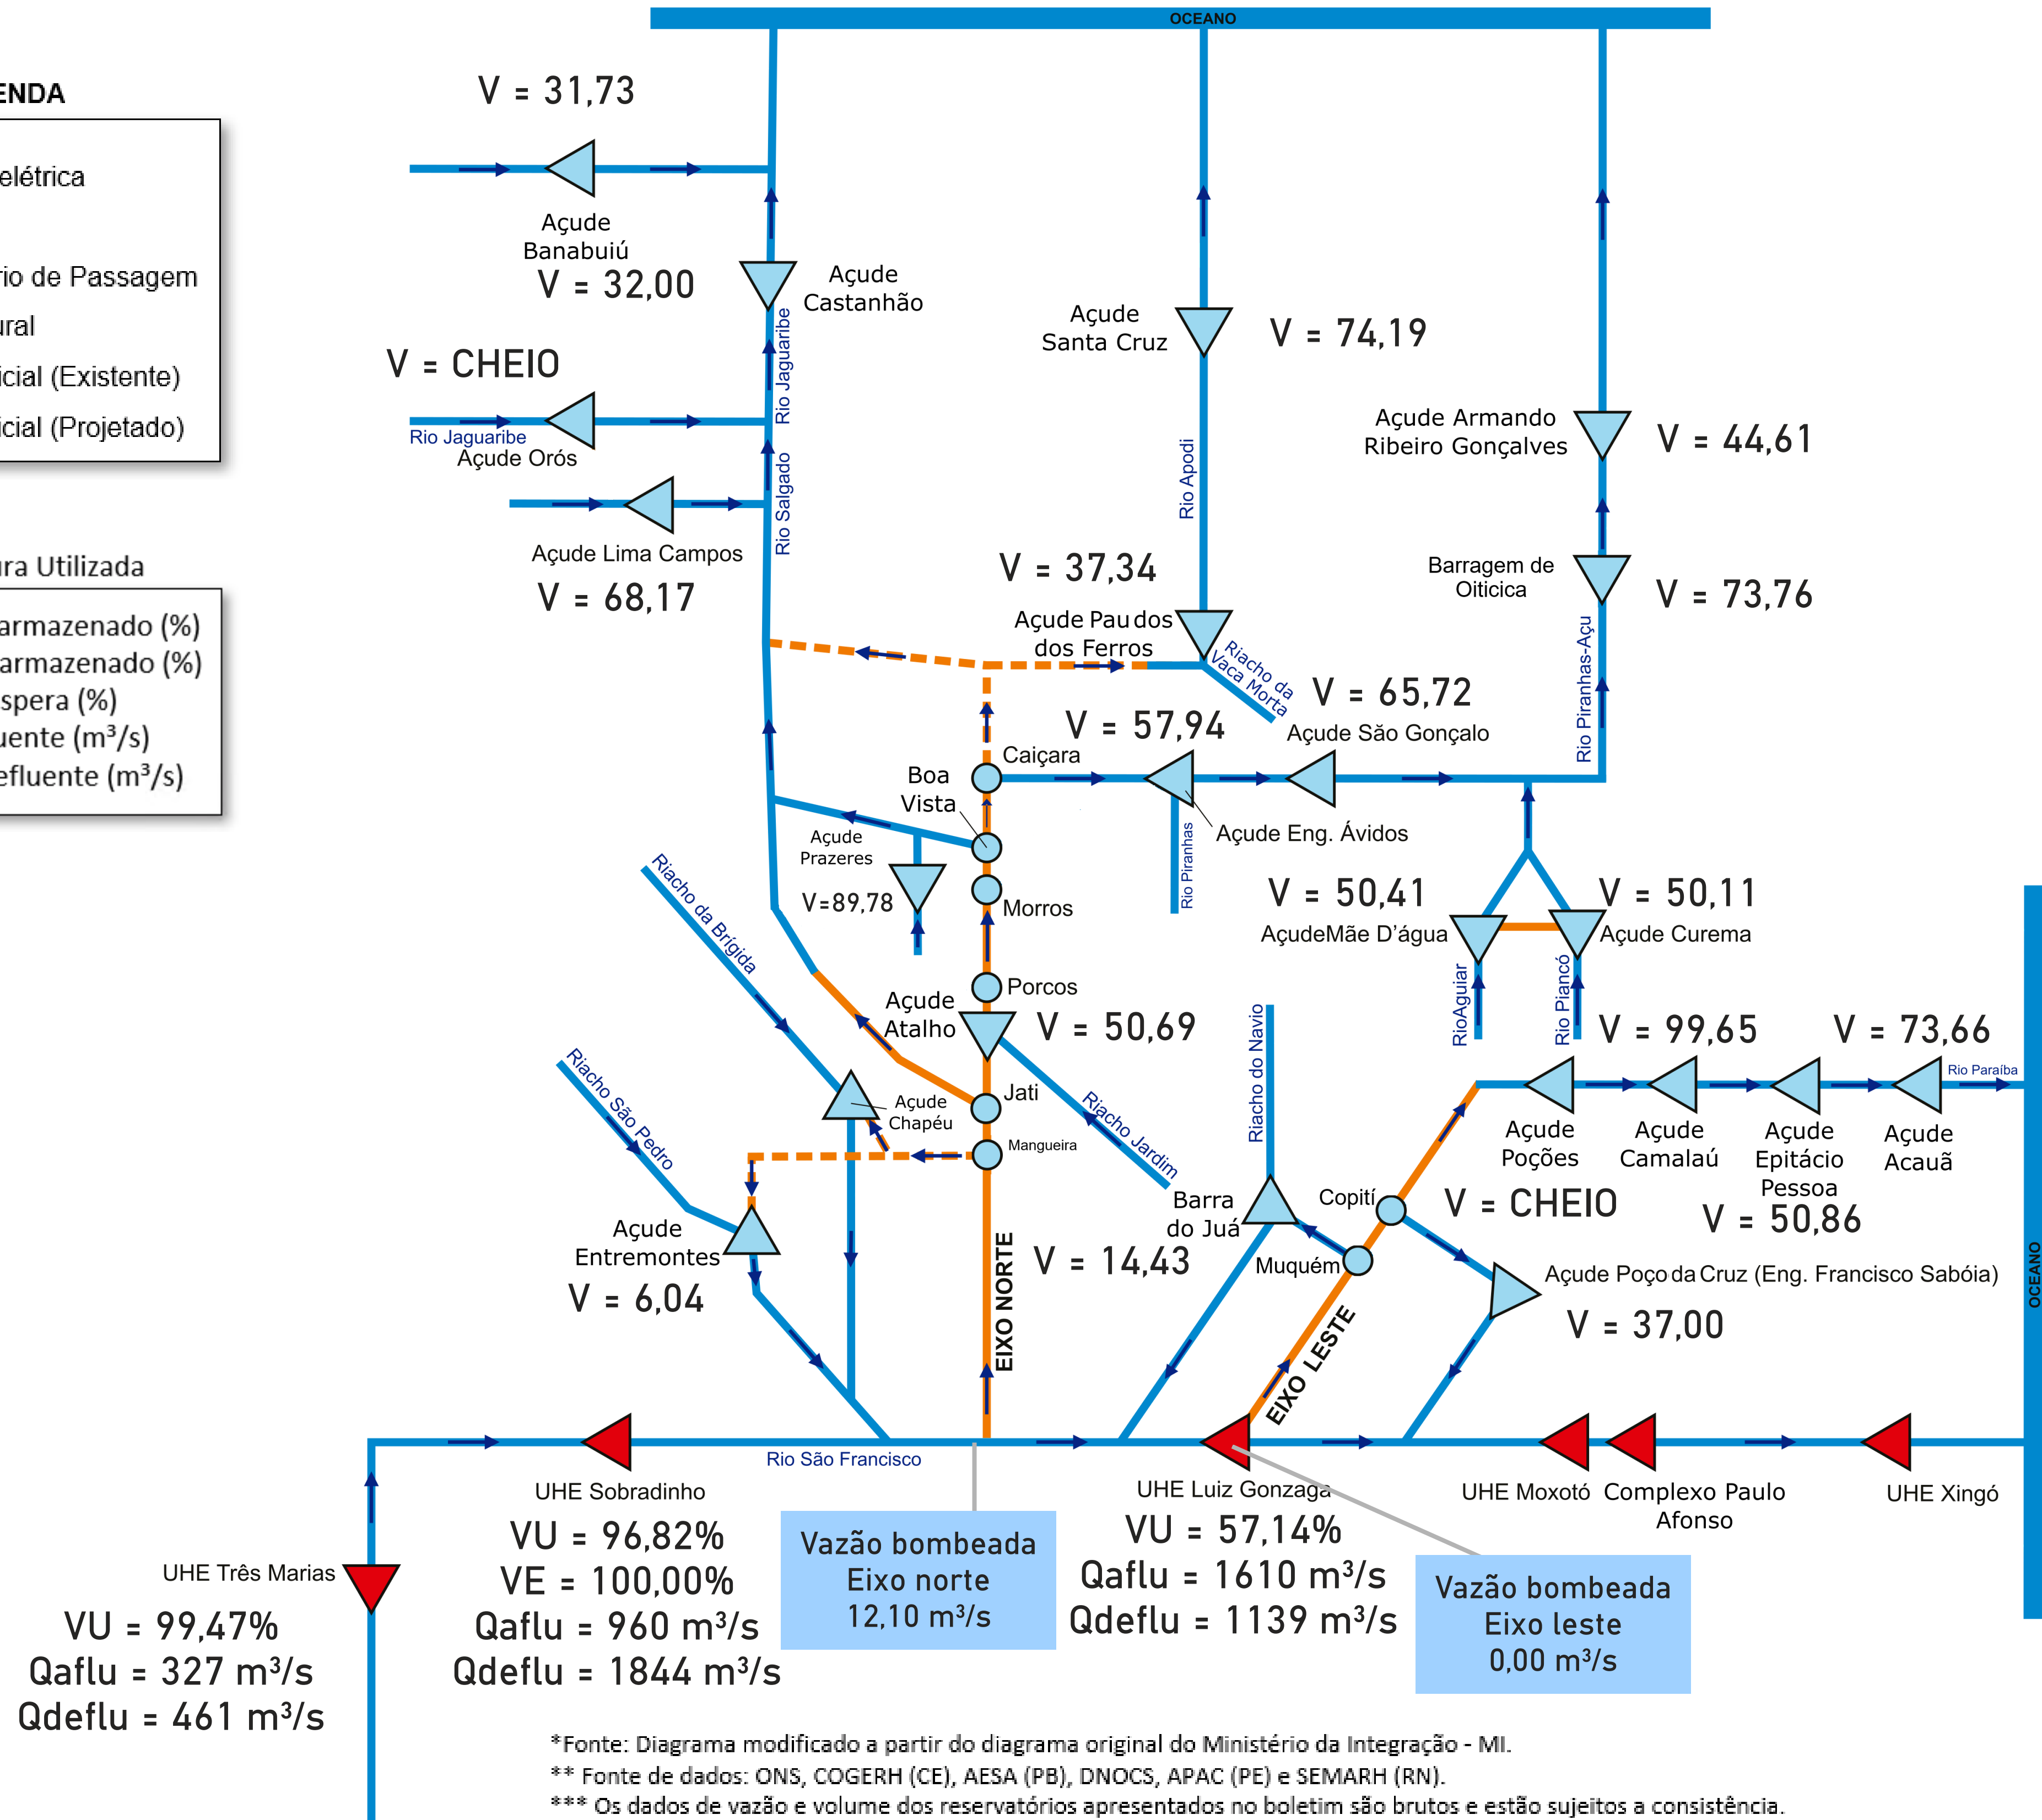 OCEANO
V = 31,73
ENDA
elétrica
rio de Passagem
ural
icial (Existente)
icial (Projetado)
Açude
Banabuiú
V = 32,00
Açude
Castanhão
Rio Jaguaribe
V = CHEIO
Rio Jaguaribe
Açude Orós
Rio Salgado
Açude Lima Campos
V = 68,17
Açude
Santa Cruz
V = 74,19
Rio Apodi
Açude Armando
Ribeiro Gonçalves
V = 44,61
Barragem de
Oiticica
V = 73,76
Rio Piranhas-Açu
ura Utilizada
armazenado (%)
armazenado (%)
spera (%)
uente (m³/s)
efluente (m³/s)
V = 37,34
Açude Pau dos
dos Ferros
Riacho da
Vaca Morta
V = 65,72
Açude São Gonçalo
V = 57,94
Caiçara
Boa
Vista
Açude Eng. Ávidos
Rio Piranhas
Açude
Prazeres
V=89,78
Morros
Riacho da Brígida
Porcos
Açude
Atalho
V = 50,69
V = 50,41
AçudeMãe D'água
V = 50,11
Açude Curema
RioAguiar
Rio Piancó
V = 99,65
V = 73,66
Rio Paraíba
Riacho São Pedro
Açude
Chapéu
Jati
Mangueira
Riacho Jardim
Riacho do Navio
Açude
Poções
Açude
Camalaú
Açude
Epitácio
Pessoa
Açude
Acauã
V = CHEIO
V = 50,86
Açude
Entremontes
V = 6,04
EIXO NORTE
Barra
do Juá
V = 14,43
Copití
Muquém
Açude Poço da Cruz (Eng. Francisco Sabóia)
V = 37,00
EIXO LESTE
OCEANO
Rio São Francisco
UHE Sobradinho
VU = 96,82%
VE = 100,00%
Qaflu = 960 m³/s
Qdeflu = 1844 m³/s
Vazão bombeada
Eixo norte
12,10 m³/s
UHE Luiz Gonzaga
VU = 57,14%
Qaflu = 1610 m³/s
Qdeflu = 1139 m³/s
Vazão bombeada
Eixo leste
0,00 m³/s
UHE Moxotó
Complexo Paulo
Afonso
UHE Xingó
UHE Três Marias
VU = 99,47%
Qaflu = 327 m³/s
Qdeflu = 461 m³/s
*Fonte: Diagrama modificado a partir do diagrama original do Ministério da Integração - MI.
** Fonte de dados: ONS, COGERH (CE), AESA (PB), DNOCS, APAC (PE) e SEMARH (RN).
*** Os dados de vazão e volume dos reservatórios apresentados no boletim são brutos e estão sujeitos a consistência.